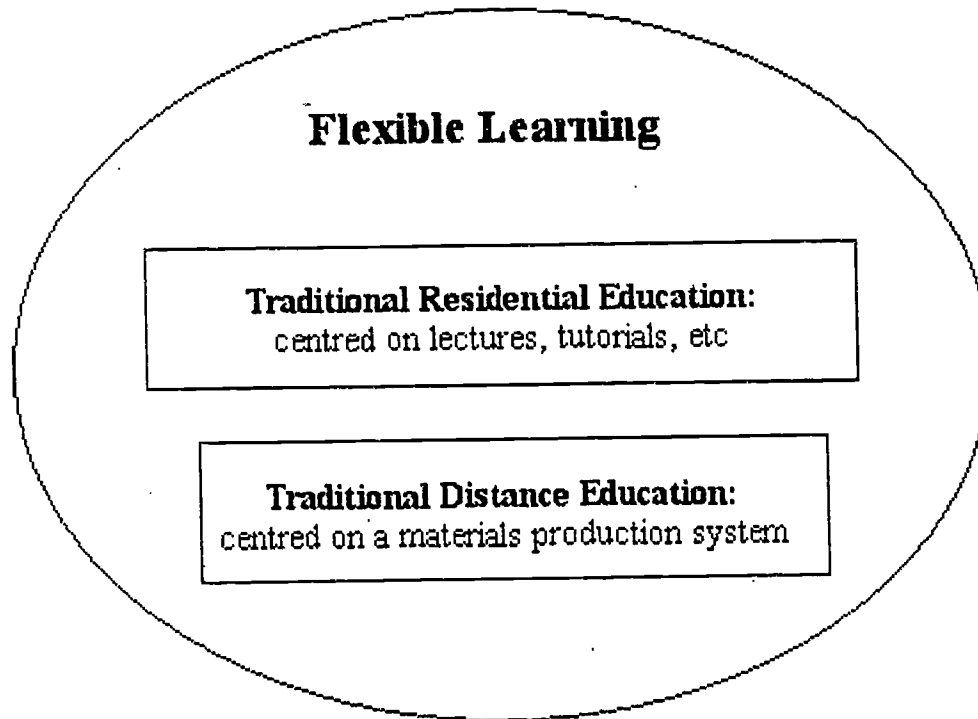 Flexible Learning
Traditional Residential Education:
centred on lectures, tutorials, etc
Traditional Distance Education:
centred on a materials production system